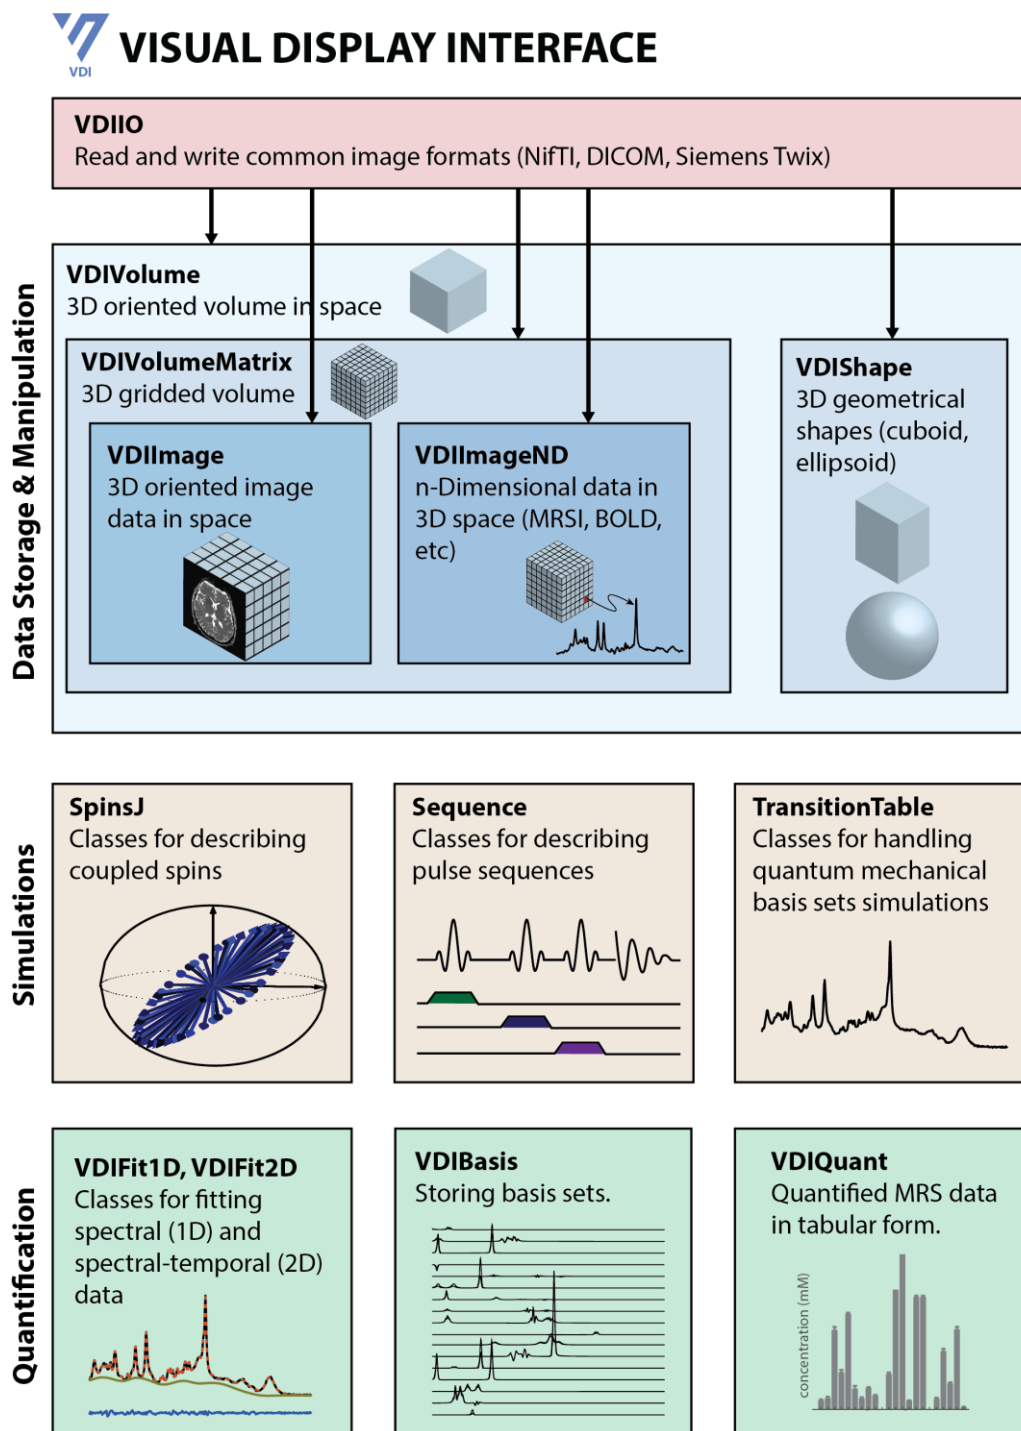 VDI
VISUAL DISPLAY INTERFACE
VDIIO
Read and write common image formats (NifTI, DICOM, Siemens Twix)
Data Storage & Manipulation
VDIVolume
3D oriented volume in space
VDIVolumeMatrix
3D gridded volume
VDIImage
3D oriented image
data in space
VDIImageND
n-Dimensional data in
3D space (MRSI, BOLD,
etc)
VDIShape
3D geometrical
shapes (cuboid,
ellipsoid)
Simulations
SpinsJ
Classes for describing
coupled spins
Sequence
Classes for describing
pulse sequences
TransitionTable
Classes for handling
quantum mechanical
basis sets simulations
Quantification
VDIFit1D, VDIFit2D
Classes for fitting
spectral (1D) and
spectral-temporal (2D)
data
VDIBasis
Storing basis sets.
VDIQuant
Quantified MRS data
in tabular form.
concentration (mM)